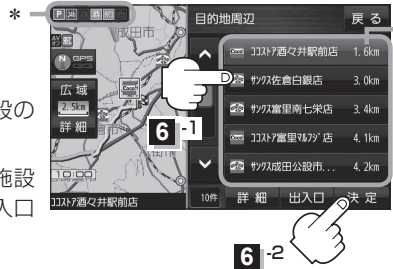 *
P 24h
成田市
目的地周辺
戻る
N GPS
広域
2.5km
詳細
10:00
ココストア酒々井駅前店
ココストア酒々井駅前店 1.6km
サンクス佐倉白銀店 3.0km
サンクス富里南七栄店 3.4km
ココストア富里マルフジ店 4.1km
サンクス成田公設市... 4.2km
10件 詳細 出入口 決定
6-1
6-2
設の
施設
入口